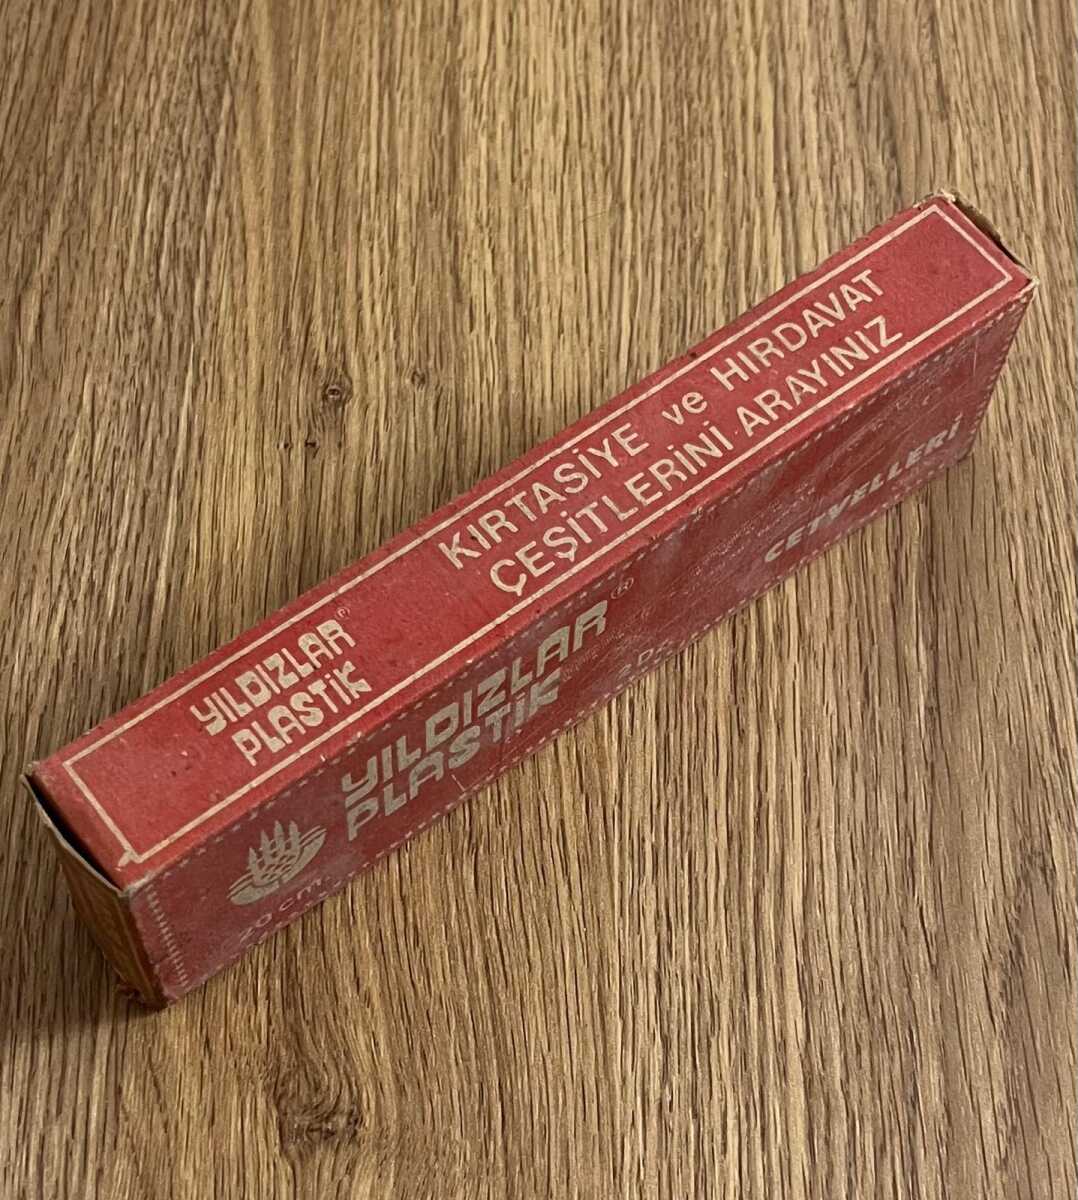 YILDIZLAR®
PLASTİK
KIRTASİYE ve HIRDAVAT
ÇEŞİTLERİNİ ARAYINIZ
YILDIZLAR®
PLASTİK
CETVELLERİ
20 cm.